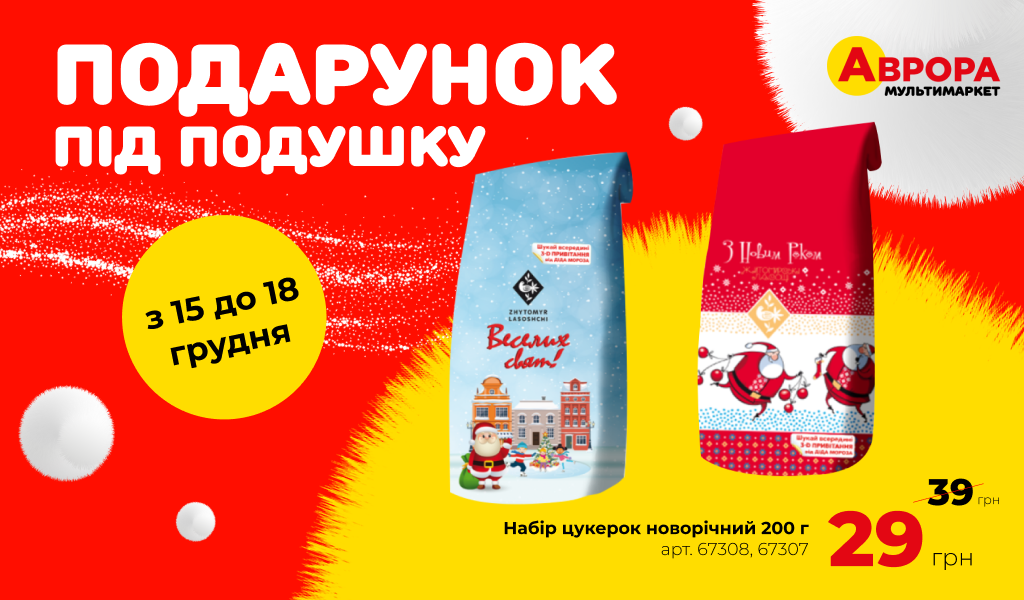 ПОДАРУНОК
ПІД ПОДУШКУ
АВРОРА
МУЛЬТИМАРКЕТ
з 15 до 18
грудня
Шукай всередині
3-D ПРИВІТАННЯ
від ДІДА МОРОЗА
ZHYTOMYR
LASOSHCHI
Веселих
свят!
З Новим Роком
Шукай всередині
3-D ПРИВІТАННЯ
від ДІДА МОРОЗА
Набір цукерок новорічний 200 г
арт. 67308, 67307
39 грн
29 грн